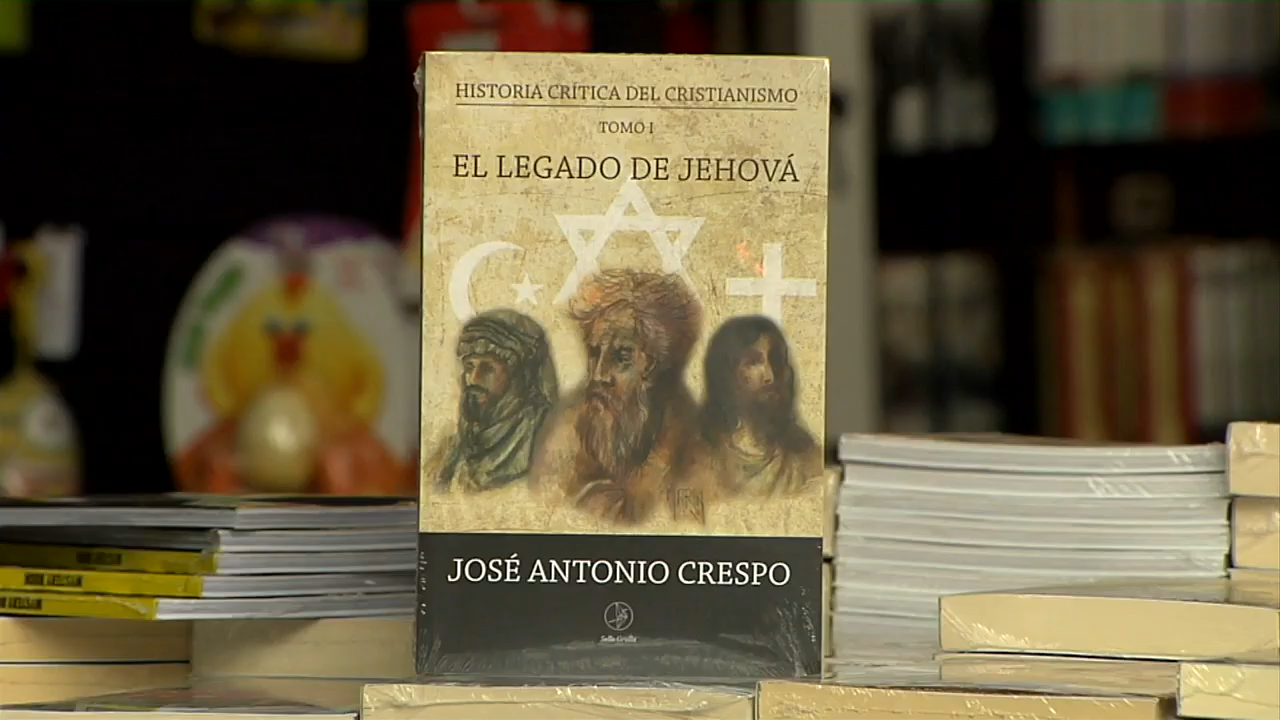 HISTORIA CRÍTICA DEL CRISTIANISMO
TOMO I
EL LEGADO DE JEHOVÁ
JOSÉ ANTONIO CRESPO